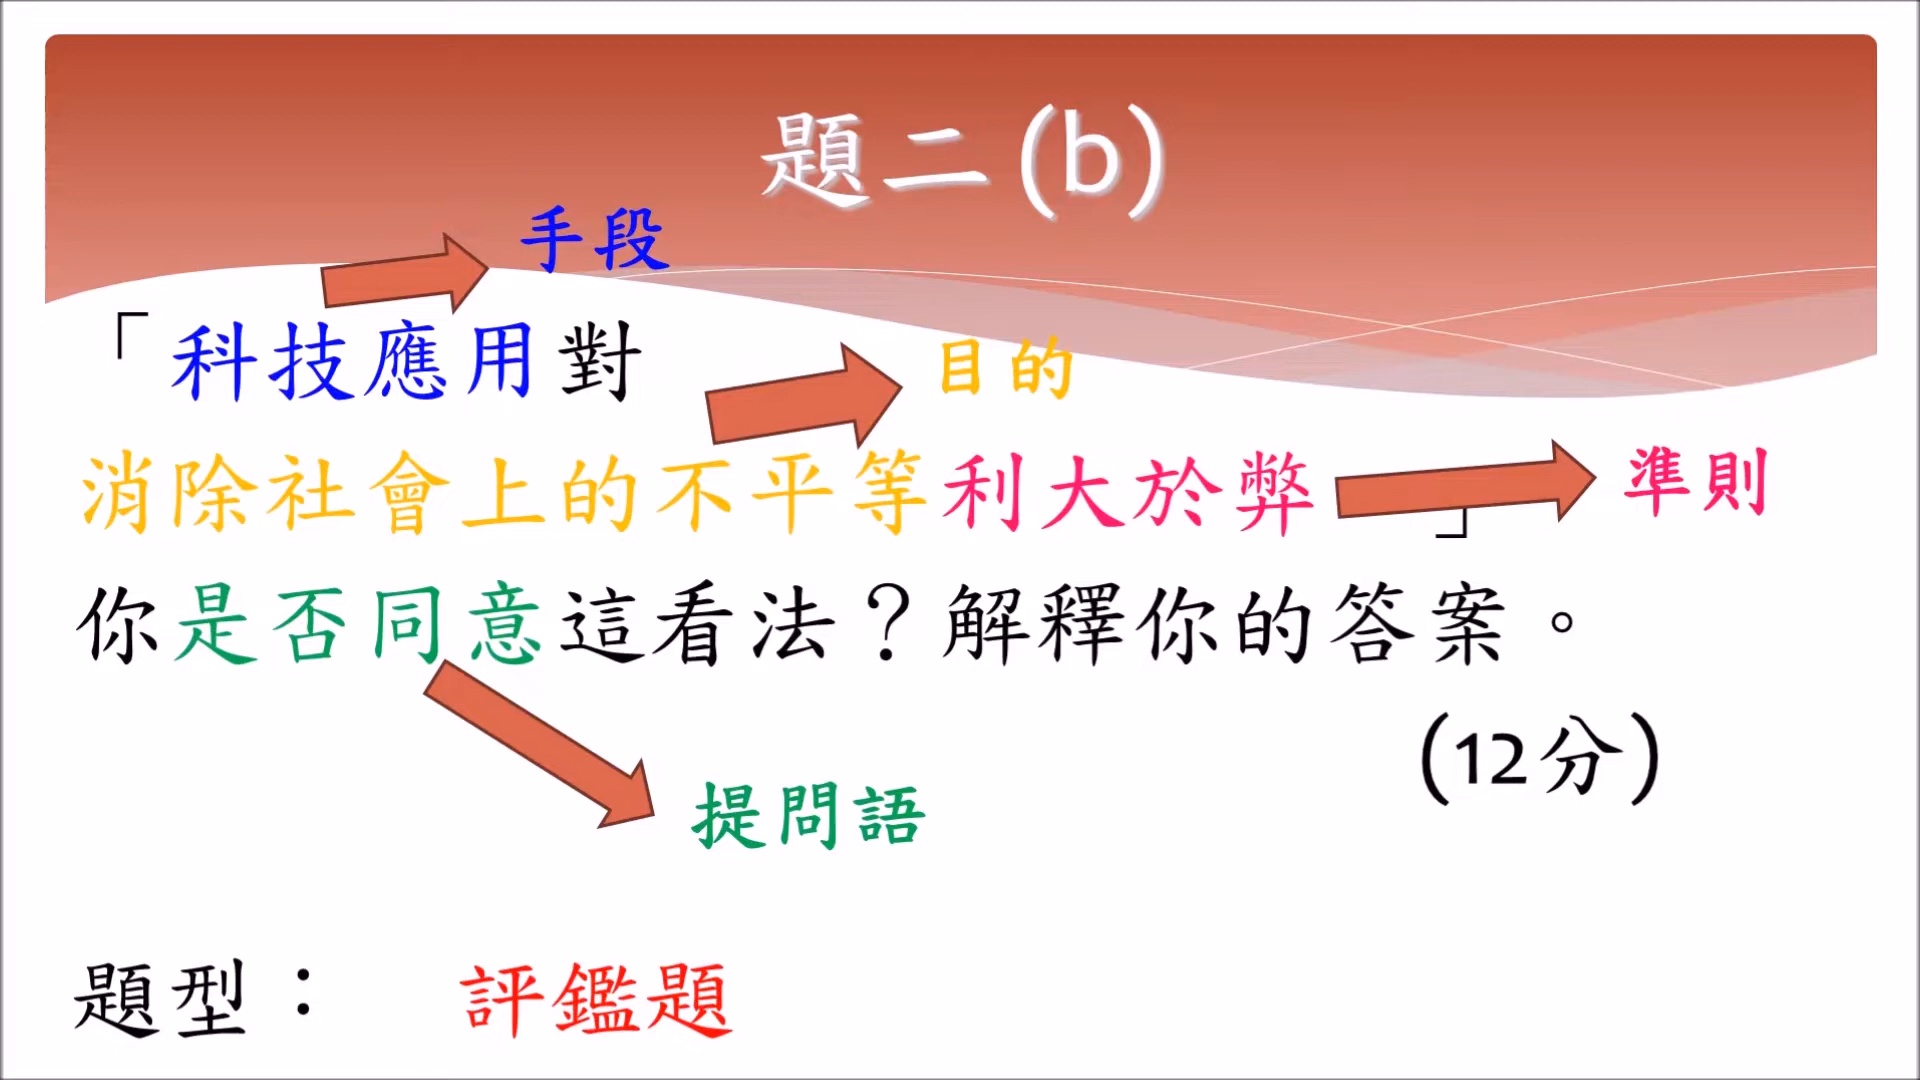 題二(b)
手段
「科技應用對
目的
消除社會上的不平等利大於弊」
準則
你是否同意這看法？解釋你的答案。
(12分)
提問語
題型： 評鑑題